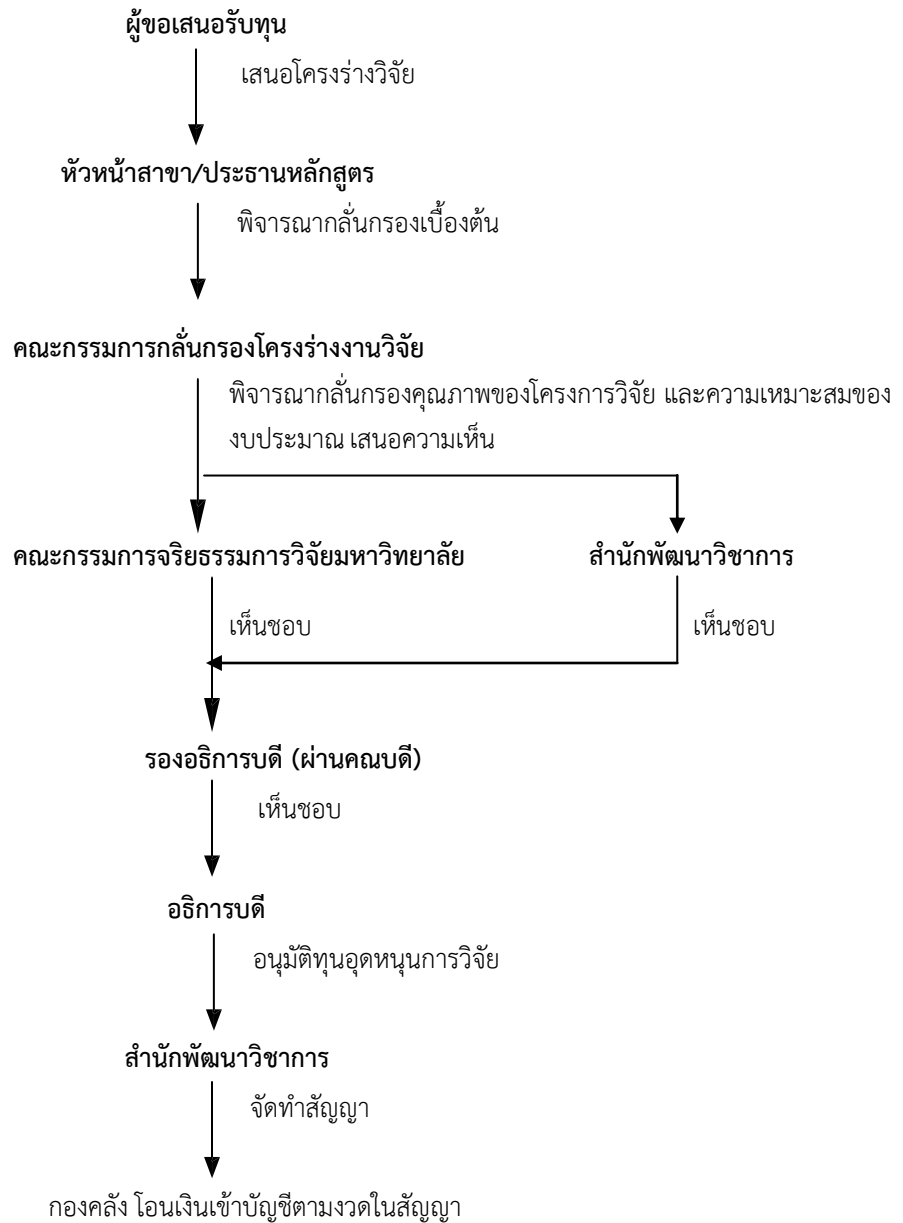 ผู้ขอเสนอรับทุน
เสนอโครงร่างวิจัย
หัวหน้าสาขา/ประธานหลักสูตร
พิจารณากลั่นกรองเบื้องต้น
คณะกรรมการกลั่นกรองโครงร่างงานวิจัย
พิจารณากลั่นกรองคุณภาพของโครงการวิจัย และความเหมาะสมของ
งบประมาณ เสนอความเห็น
คณะกรรมการจริยธรรมการวิจัยมหาวิทยาลัย
สำนักพัฒนาวิชาการ
เห็นชอบ
เห็นชอบ
รองอธิการบดี (ผ่านคณบดี)
เห็นชอบ
อธิการบดี
อนุมัติทุนอุดหนุนการวิจัย
สำนักพัฒนาวิชาการ
จัดทำสัญญา
กองคลัง โอนเงินเข้าบัญชีตามงวดในสัญญา